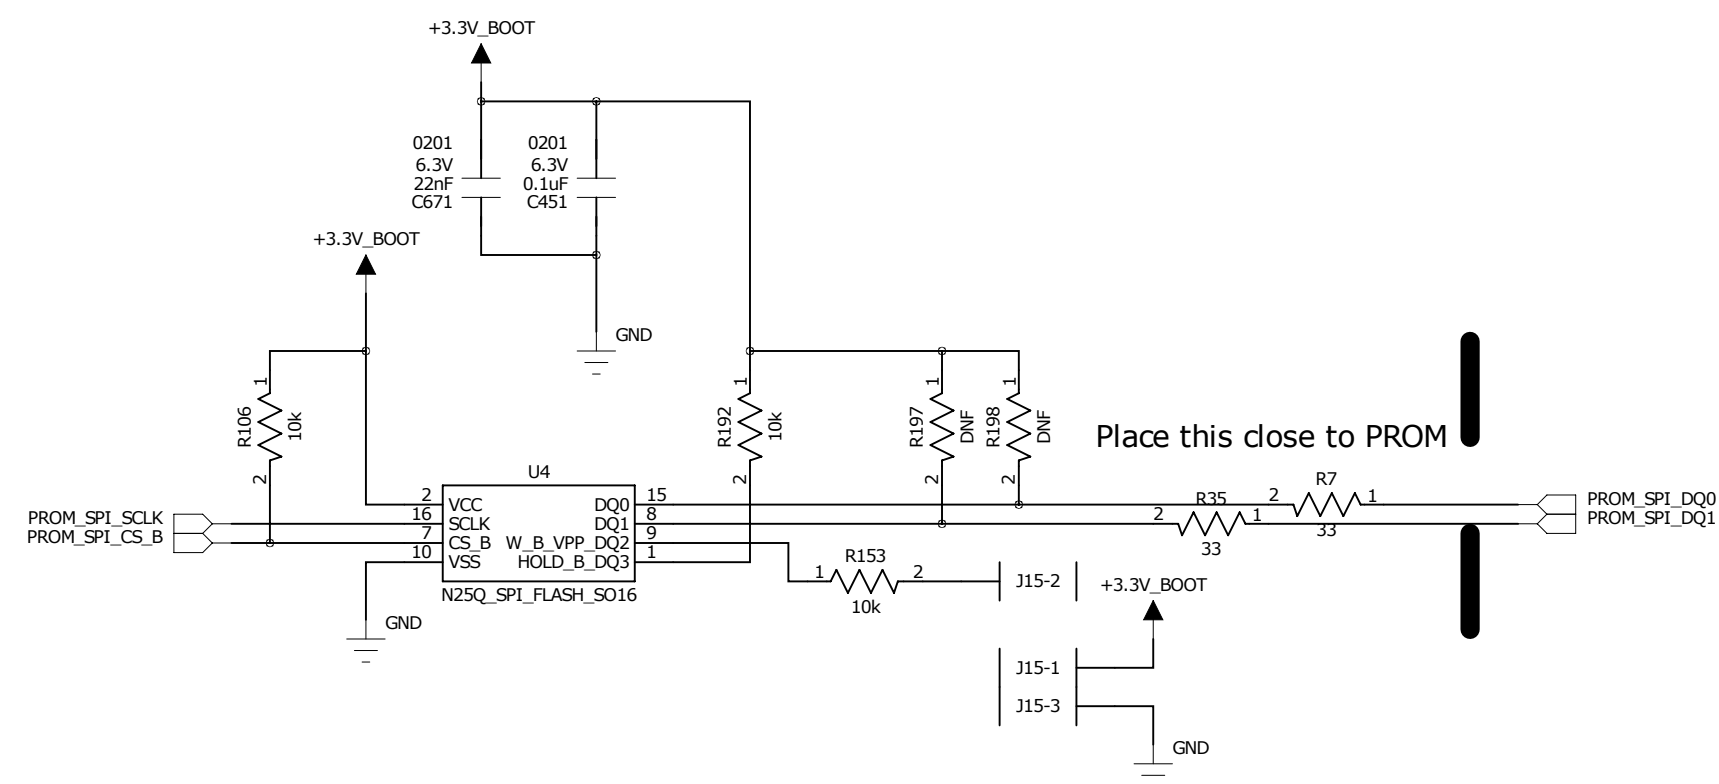 +3.3V_BOOT
0201
6.3V
22nF
C671
0201
6.3V
0.1uF
C451
+3.3V_BOOT
GND
1
R106
10k
2
1
R192
10k
2
1
R197
DNF
2
1
R198
DNF
2
Place this close to PROM
U4
2 VCC
16 SCLK
7 CS_B
10 VSS
DQ0 15
DQ1 8
W_B_VPP_DQ2 9
HOLD_B_DQ3 1
N25Q_SPI_FLASH_SO16
PROM_SPI_SCLK
PROM_SPI_CS_B
GND
R7
2 1
33
R35
2 1
33
PROM_SPI_DQ0
PROM_SPI_DQ1
R153
1 2
10k
J15-2
+3.3V_BOOT
J15-1
J15-3
GND